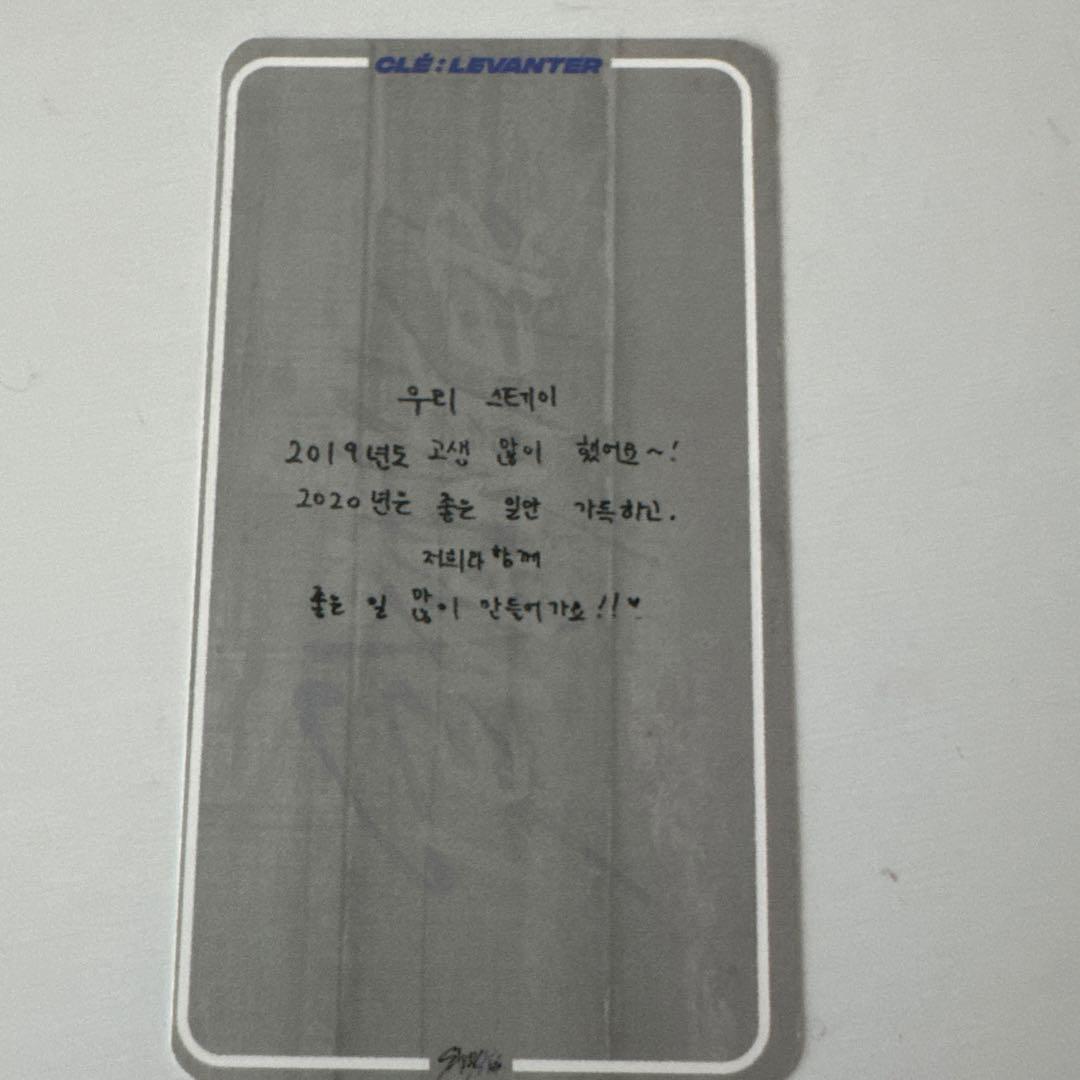 CLÉ : LEVANTER
우리 스테이
2019년도 고생 많이 했어요~!
2020년은 좋은 일만 가득하고.
저희랑 함께
좋은 일 많이 만들어가요!! ♥